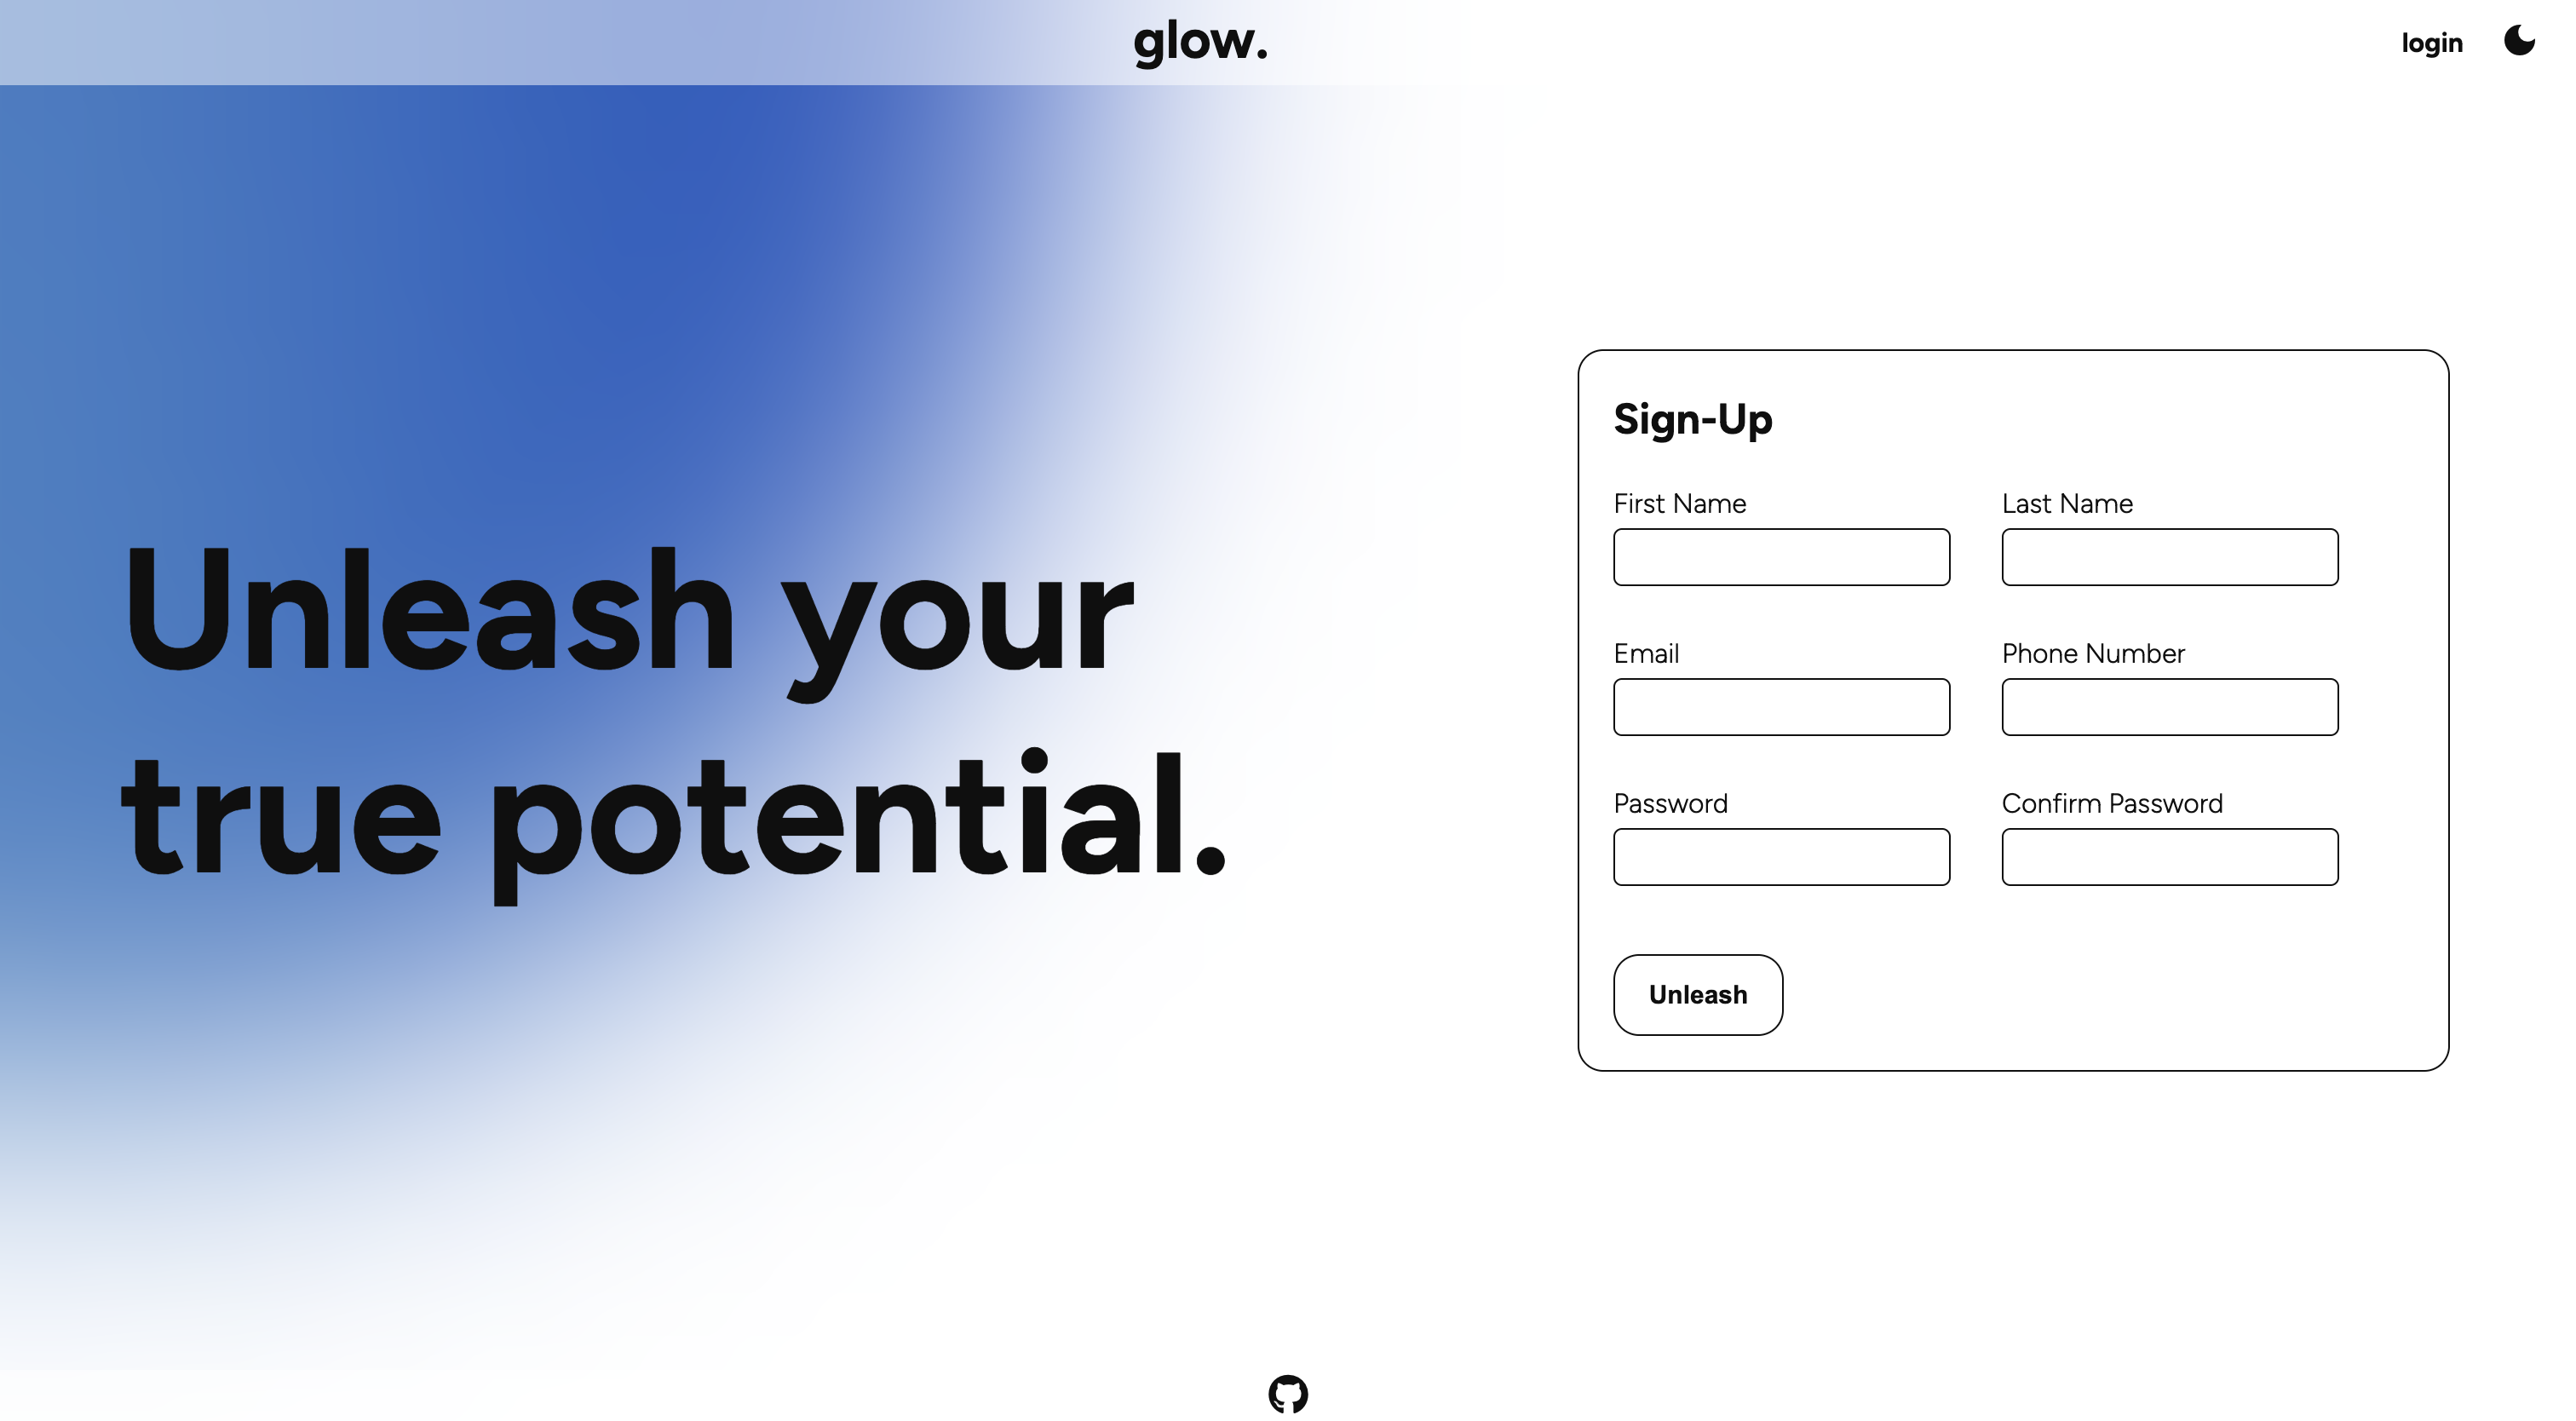 glow.
login
Unleash your
true potential.
Sign-Up
First Name
Last Name
Email
Phone Number
Password
Confirm Password
Unleash